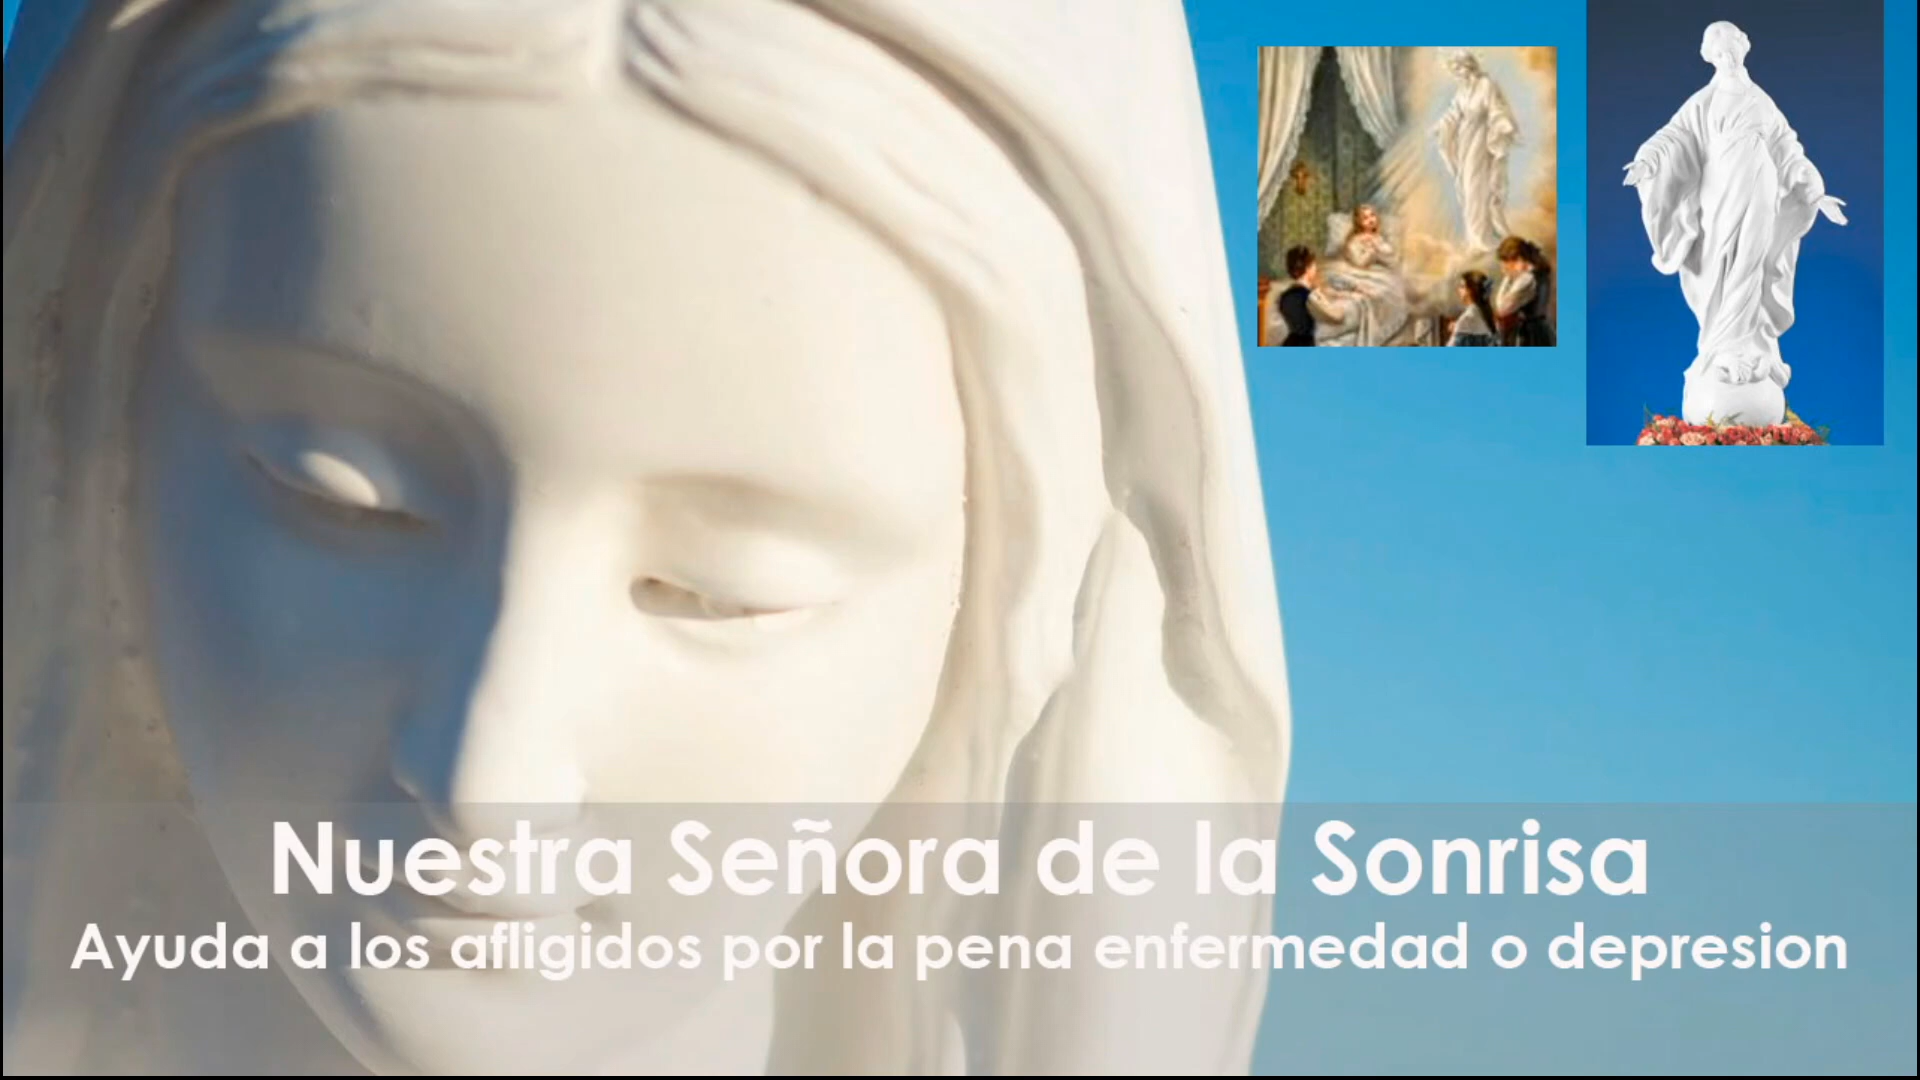 Nuestra Señora de la Sonrisa
Ayuda a los afligidos por la pena enfermedad o depresion